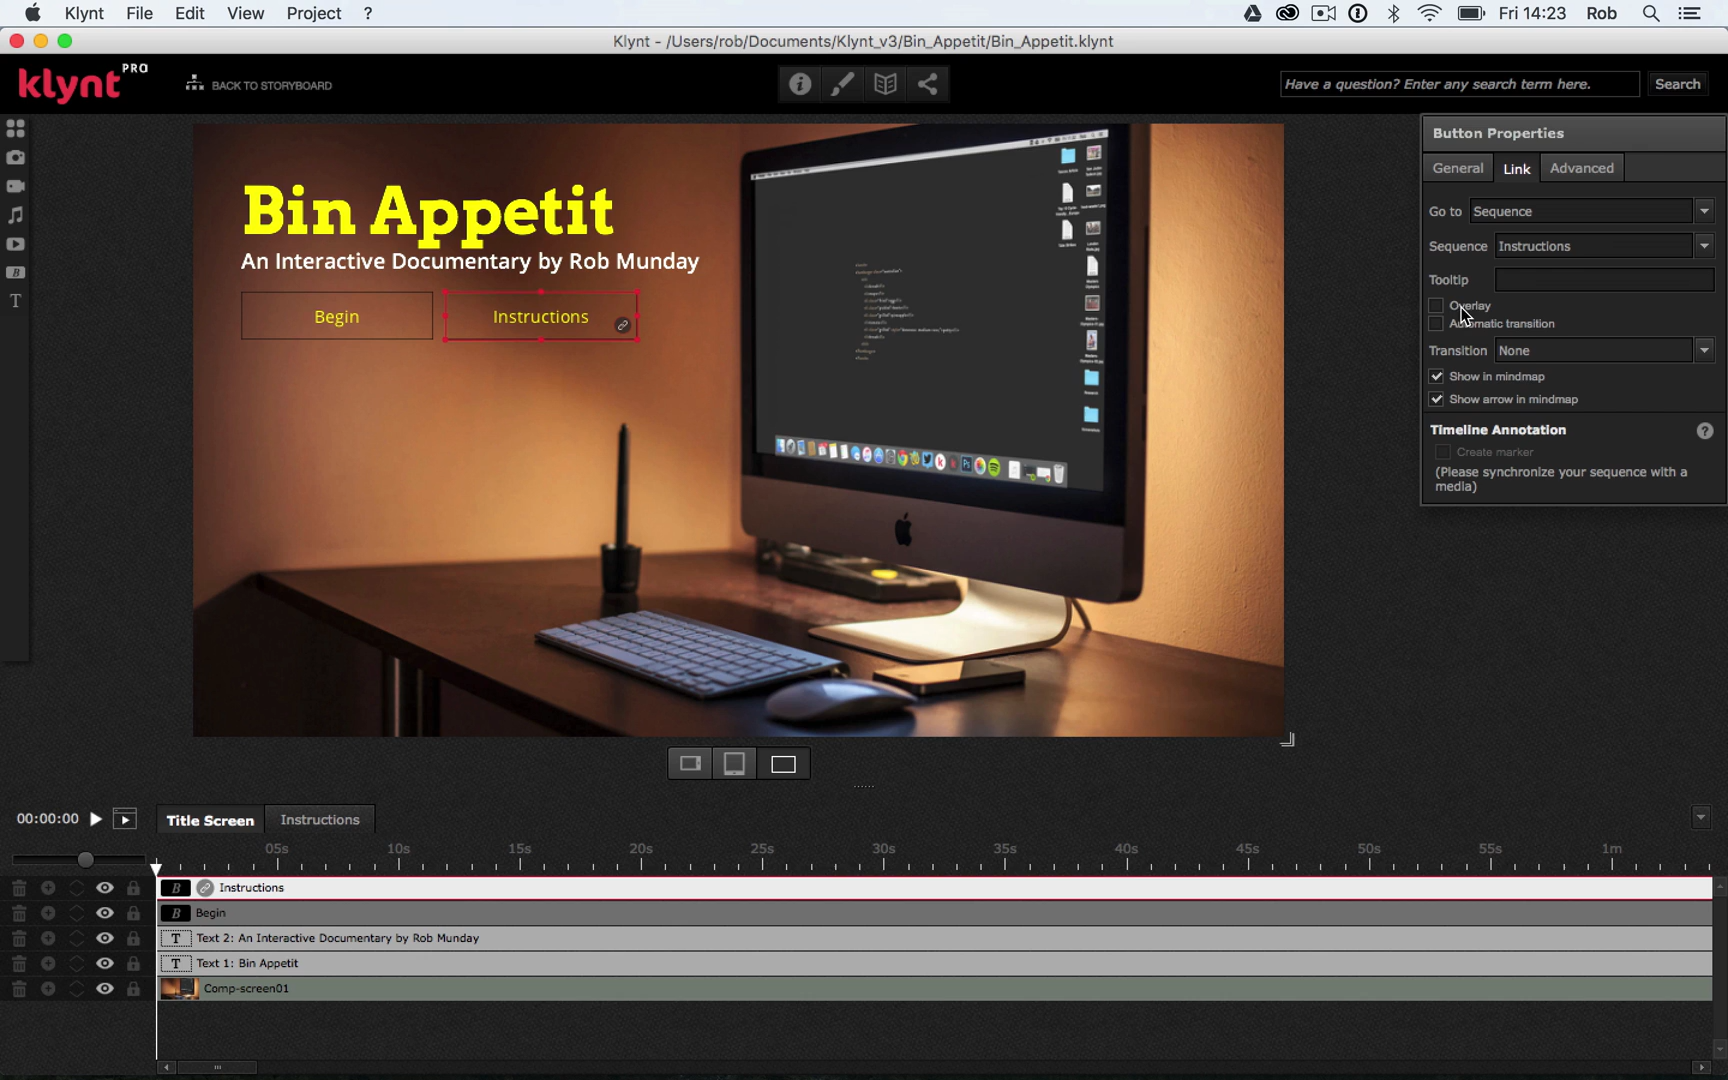 Klynt File Edit View Project ? Fri 14:23 Rob
Klynt - /Users/rob/Documents/Klynt_v3/Bin_Appetit/Bin_Appetit.klynt
klynt PRO BACK TO STORYBOARD Have a question? Enter any search term here. Search
Bin Appetit
An Interactive Documentary by Rob Munday
Begin Instructions
Button Properties
General Link Advanced
Go to Sequence
Sequence Instructions
Tooltip
Overlay
Automatic transition
Transition None
Show in mindmap
Show arrow in mindmap
Timeline Annotation ?
Create marker
(Please synchronize your sequence with a
media)
00:00:00 Title Screen Instructions
05s 10s 15s 20s 25s 30s 35s 40s 45s 50s 55s 1m
B Instructions
B Begin
T Text 2: An Interactive Documentary by Rob Munday
T Text 1: Bin Appetit
Comp-screen01